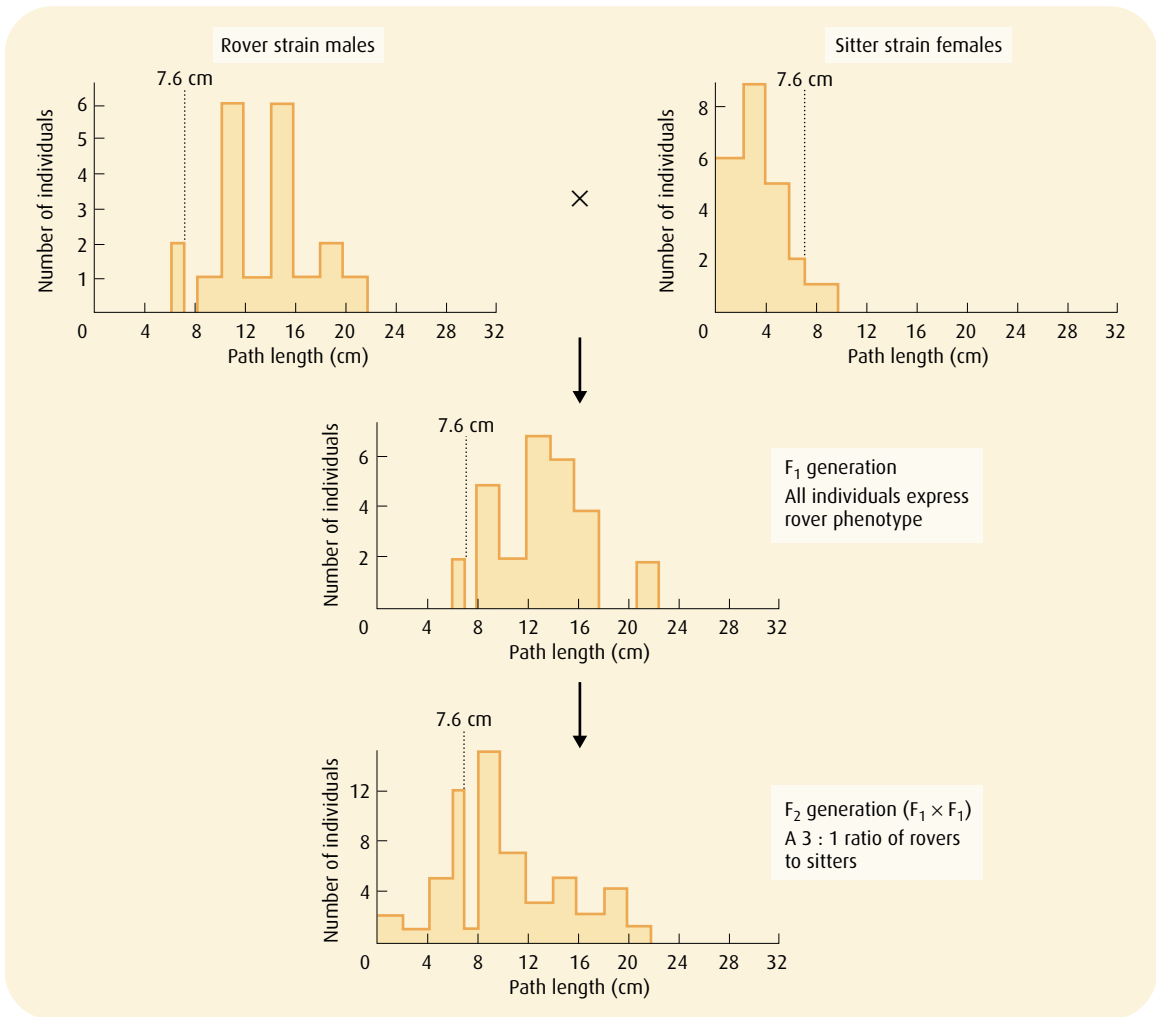 Rover strain males
7.6 cm
Number of individuals
6
5
4
3
2
1
0 4 8 12 16 20 24 28 32
Path length (cm)
×
Sitter strain females
7.6 cm
Number of individuals
8
6
4
2
0 4 8 12 16 20 24 28 32
Path length (cm)
7.6 cm
Number of individuals
6
4
2
0 4 8 12 16 20 24 28 32
Path length (cm)
F₁ generation
All individuals express
rover phenotype
7.6 cm
Number of individuals
12
8
4
0 4 8 12 16 20 24 28 32
Path length (cm)
F₂ generation (F₁ × F₁)
A 3 : 1 ratio of rovers
to sitters